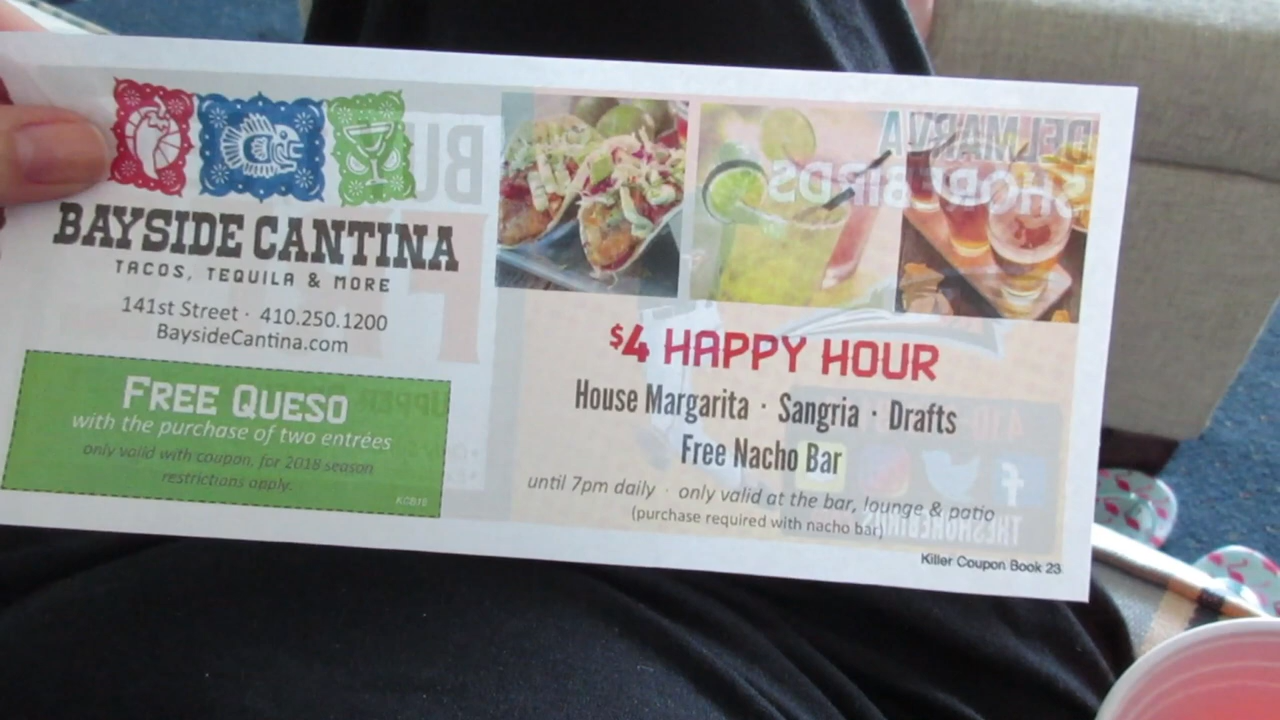 BAYSIDE CANTINA
TACOS, TEQUILA & MORE
141st Street · 410.250.1200
BaysideCantina.com
FREE QUESO
with the purchase of two entrées
only valid with coupon, for 2018 season
restrictions apply.
KCB18
DELMARVA
SHOREBIRDS
$4 HAPPY HOUR
House Margarita · Sangria · Drafts
Free Nacho Bar
until 7pm daily · only valid at the bar, lounge & patio
(purchase required with nacho bar)
Killer Coupon Book 23